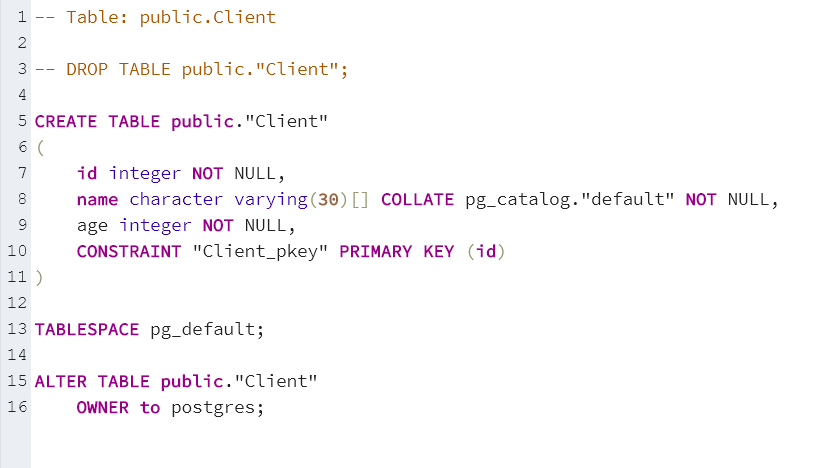 1 -- Table: public.Client
2
3 -- DROP TABLE public."Client";
4
5 CREATE TABLE public."Client"
6 (
7     id integer NOT NULL,
8     name character varying(30)[] COLLATE pg_catalog."default" NOT NULL,
9     age integer NOT NULL,
10     CONSTRAINT "Client_pkey" PRIMARY KEY (id)
11 )
12
13 TABLESPACE pg_default;
14
15 ALTER TABLE public."Client"
16     OWNER to postgres;